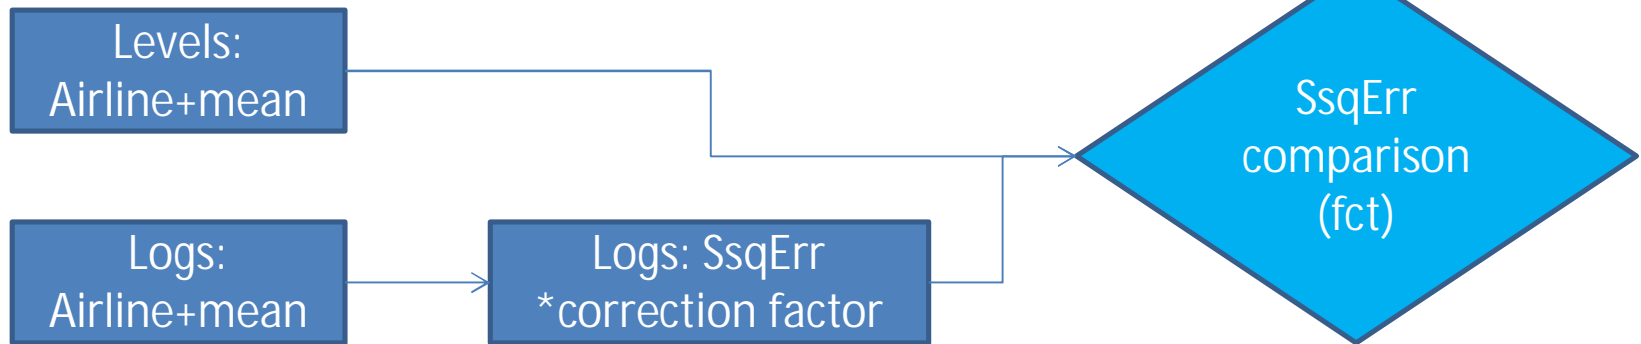 Levels:
Airline+mean
Logs:
Airline+mean
Logs: SsqErr
*correction factor
SsqErr
comparison
(fct)